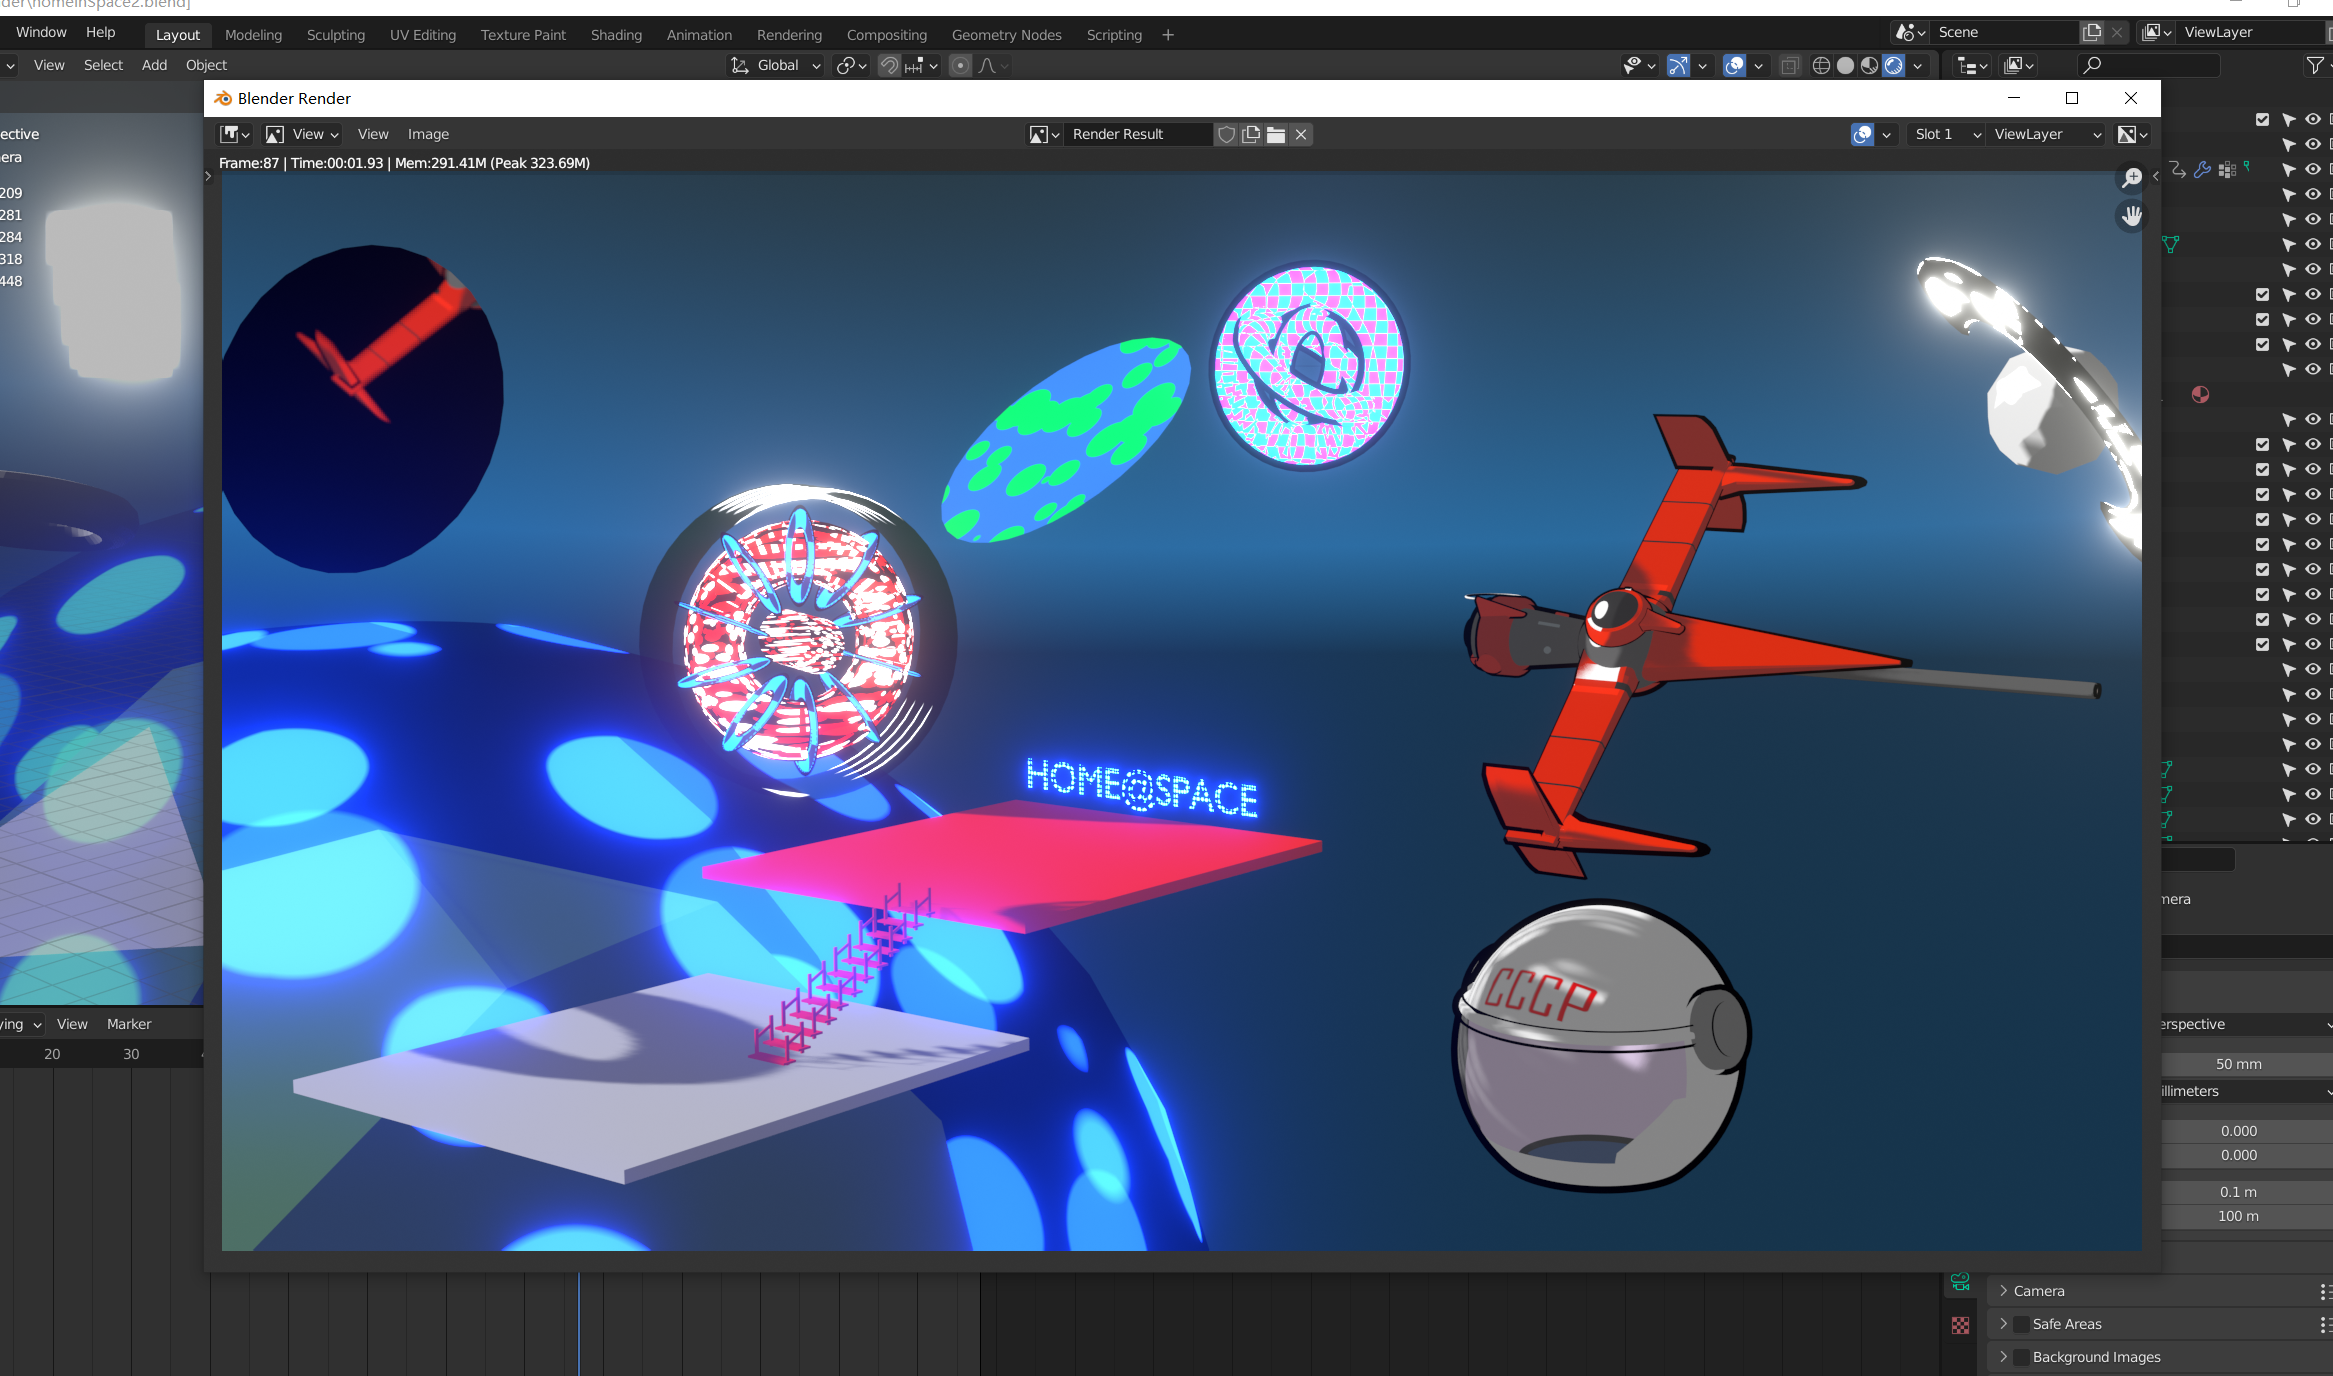 der\homeinSpace2.blend]
Window Help Layout Modeling Sculpting UV Editing Texture Paint Shading Animation Rendering Compositing Geometry Nodes Scripting + Scene ViewLayer
View Select Add Object Global
Blender Render
View View Image Render Result Slot 1 ViewLayer
Frame:87 | Time:00:01.93 | Mem:291.41M (Peak 323.69M)
ective
era
209
281
284
318
448
HOME@SPACE
CCCP
mera
ying View Marker
20 30
erspective
50 mm
illimeters
0.000
0.000
0.1 m
100 m
Camera
Safe Areas
Background Images